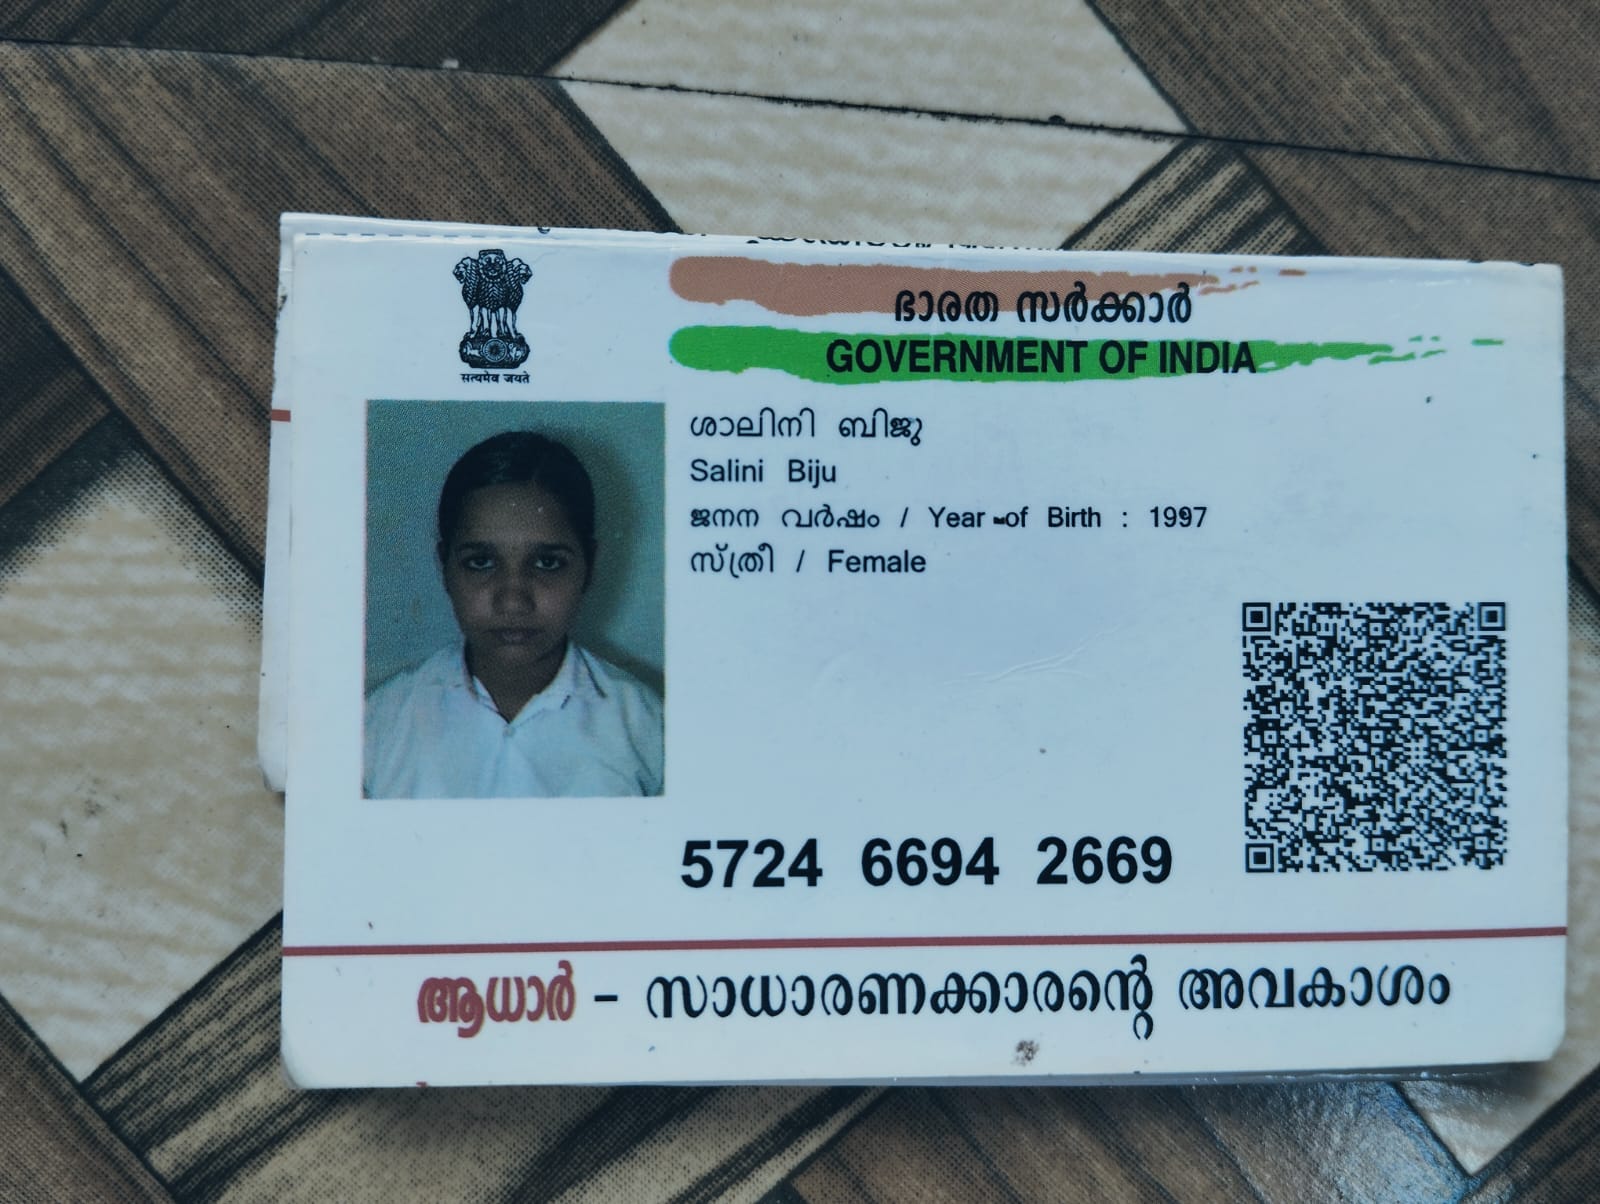 सत्यमेव जयते
ഭാരത സർക്കാർ
GOVERNMENT OF INDIA
ശാലിനി ബിജു
Salini Biju
ജനന വർഷം / Year of Birth : 1997
സ്ത്രീ / Female
5724 6694 2669
ആധാർ - സാധാരണക്കാരന്റെ അവകാശം